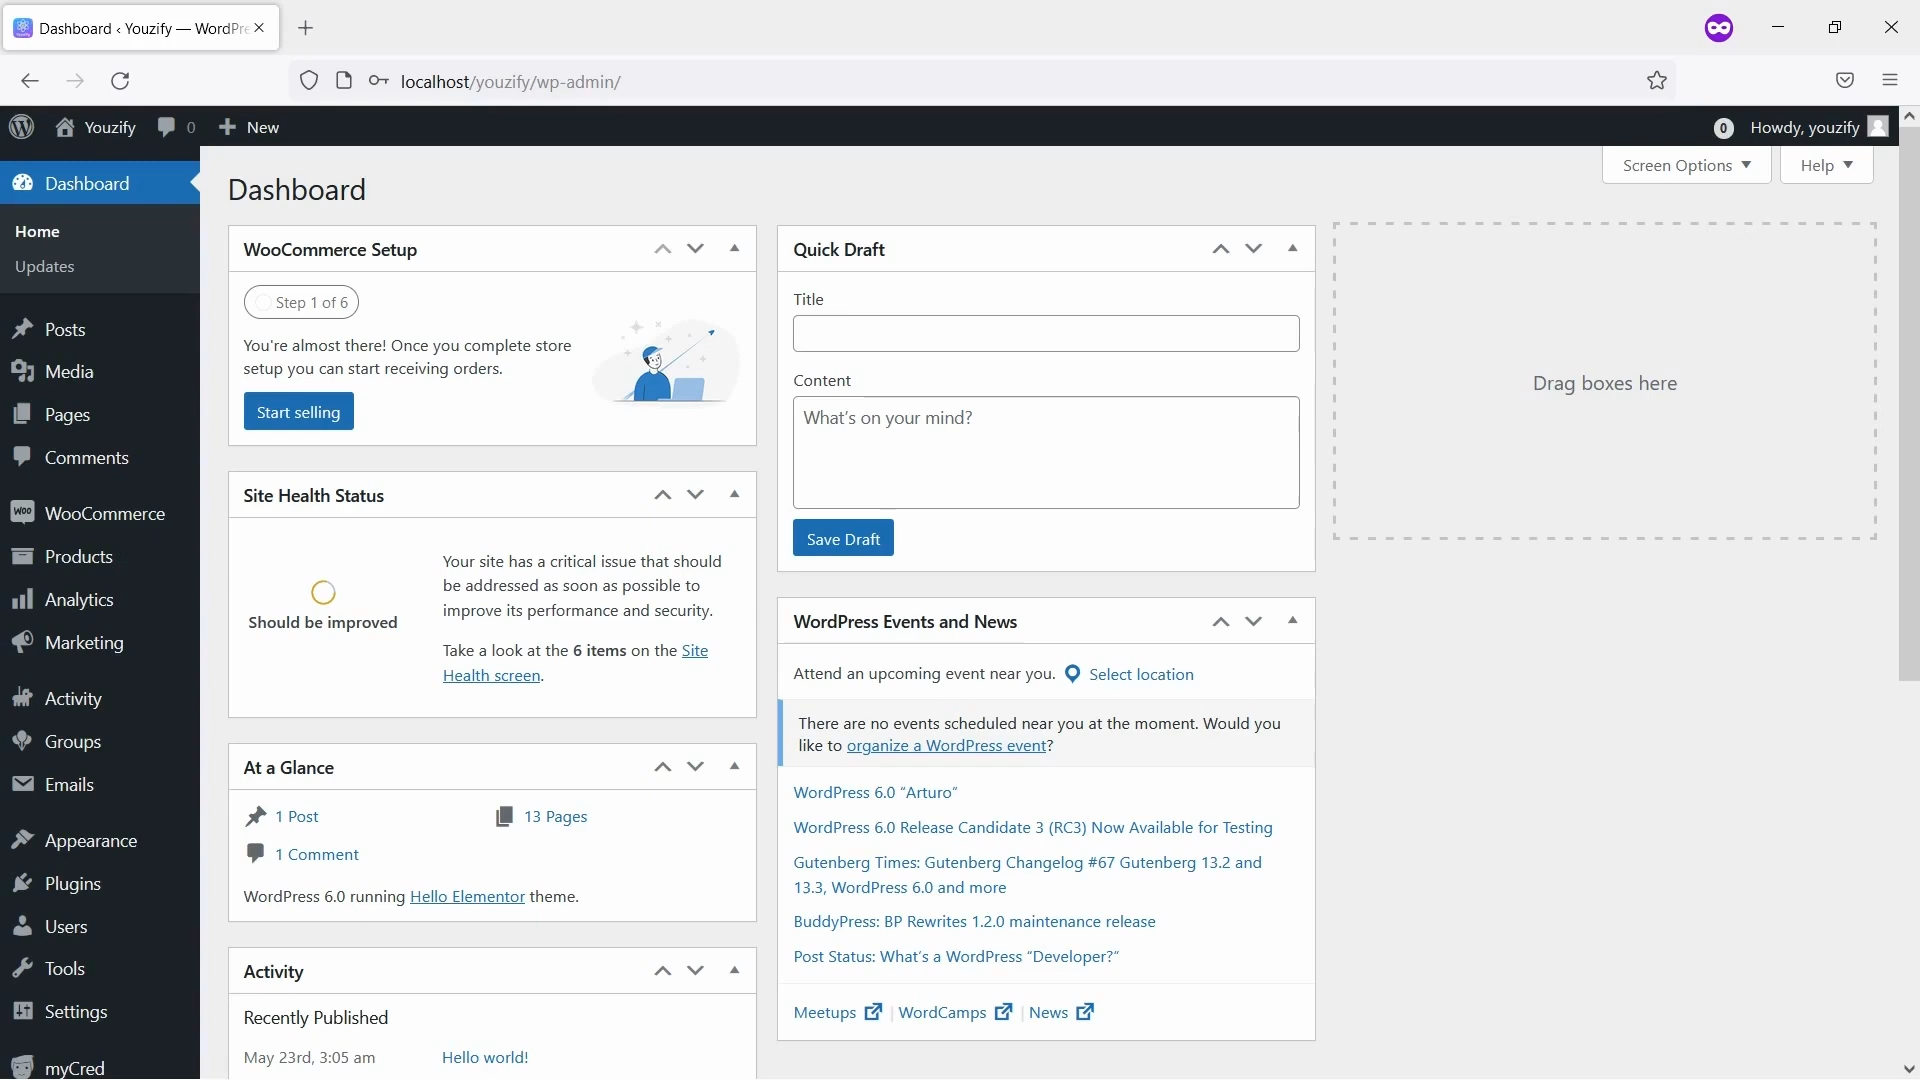 Dashboard ‹ Youzify — WordPre
localhost/youzify/wp-admin/
Youzify
0
New
0
Howdy, youzify
Dashboard
Home
Updates
Posts
Media
Pages
Comments
Woo
WooCommerce
Products
Analytics
Marketing
Activity
Groups
Emails
Appearance
Plugins
Users
Tools
Settings
myCred
Screen Options
Help
Dashboard
WooCommerce Setup
Step 1 of 6
You're almost there! Once you complete store
setup you can start receiving orders.
Start selling
Site Health Status
Should be improved
Your site has a critical issue that should
be addressed as soon as possible to
improve its performance and security.
Take a look at the 6 items on the Site
Health screen.
At a Glance
1 Post
13 Pages
1 Comment
WordPress 6.0 running Hello Elementor theme.
Activity
Recently Published
May 23rd, 3:05 am
Hello world!
Quick Draft
Title
Content
What's on your mind?
Save Draft
WordPress Events and News
Attend an upcoming event near you.
Select location
There are no events scheduled near you at the moment. Would you
like to organize a WordPress event?
WordPress 6.0 “Arturo”
WordPress 6.0 Release Candidate 3 (RC3) Now Available for Testing
Gutenberg Times: Gutenberg Changelog #67 Gutenberg 13.2 and
13.3, WordPress 6.0 and more
BuddyPress: BP Rewrites 1.2.0 maintenance release
Post Status: What's a WordPress “Developer?”
Meetups | WordCamps | News
Drag boxes here